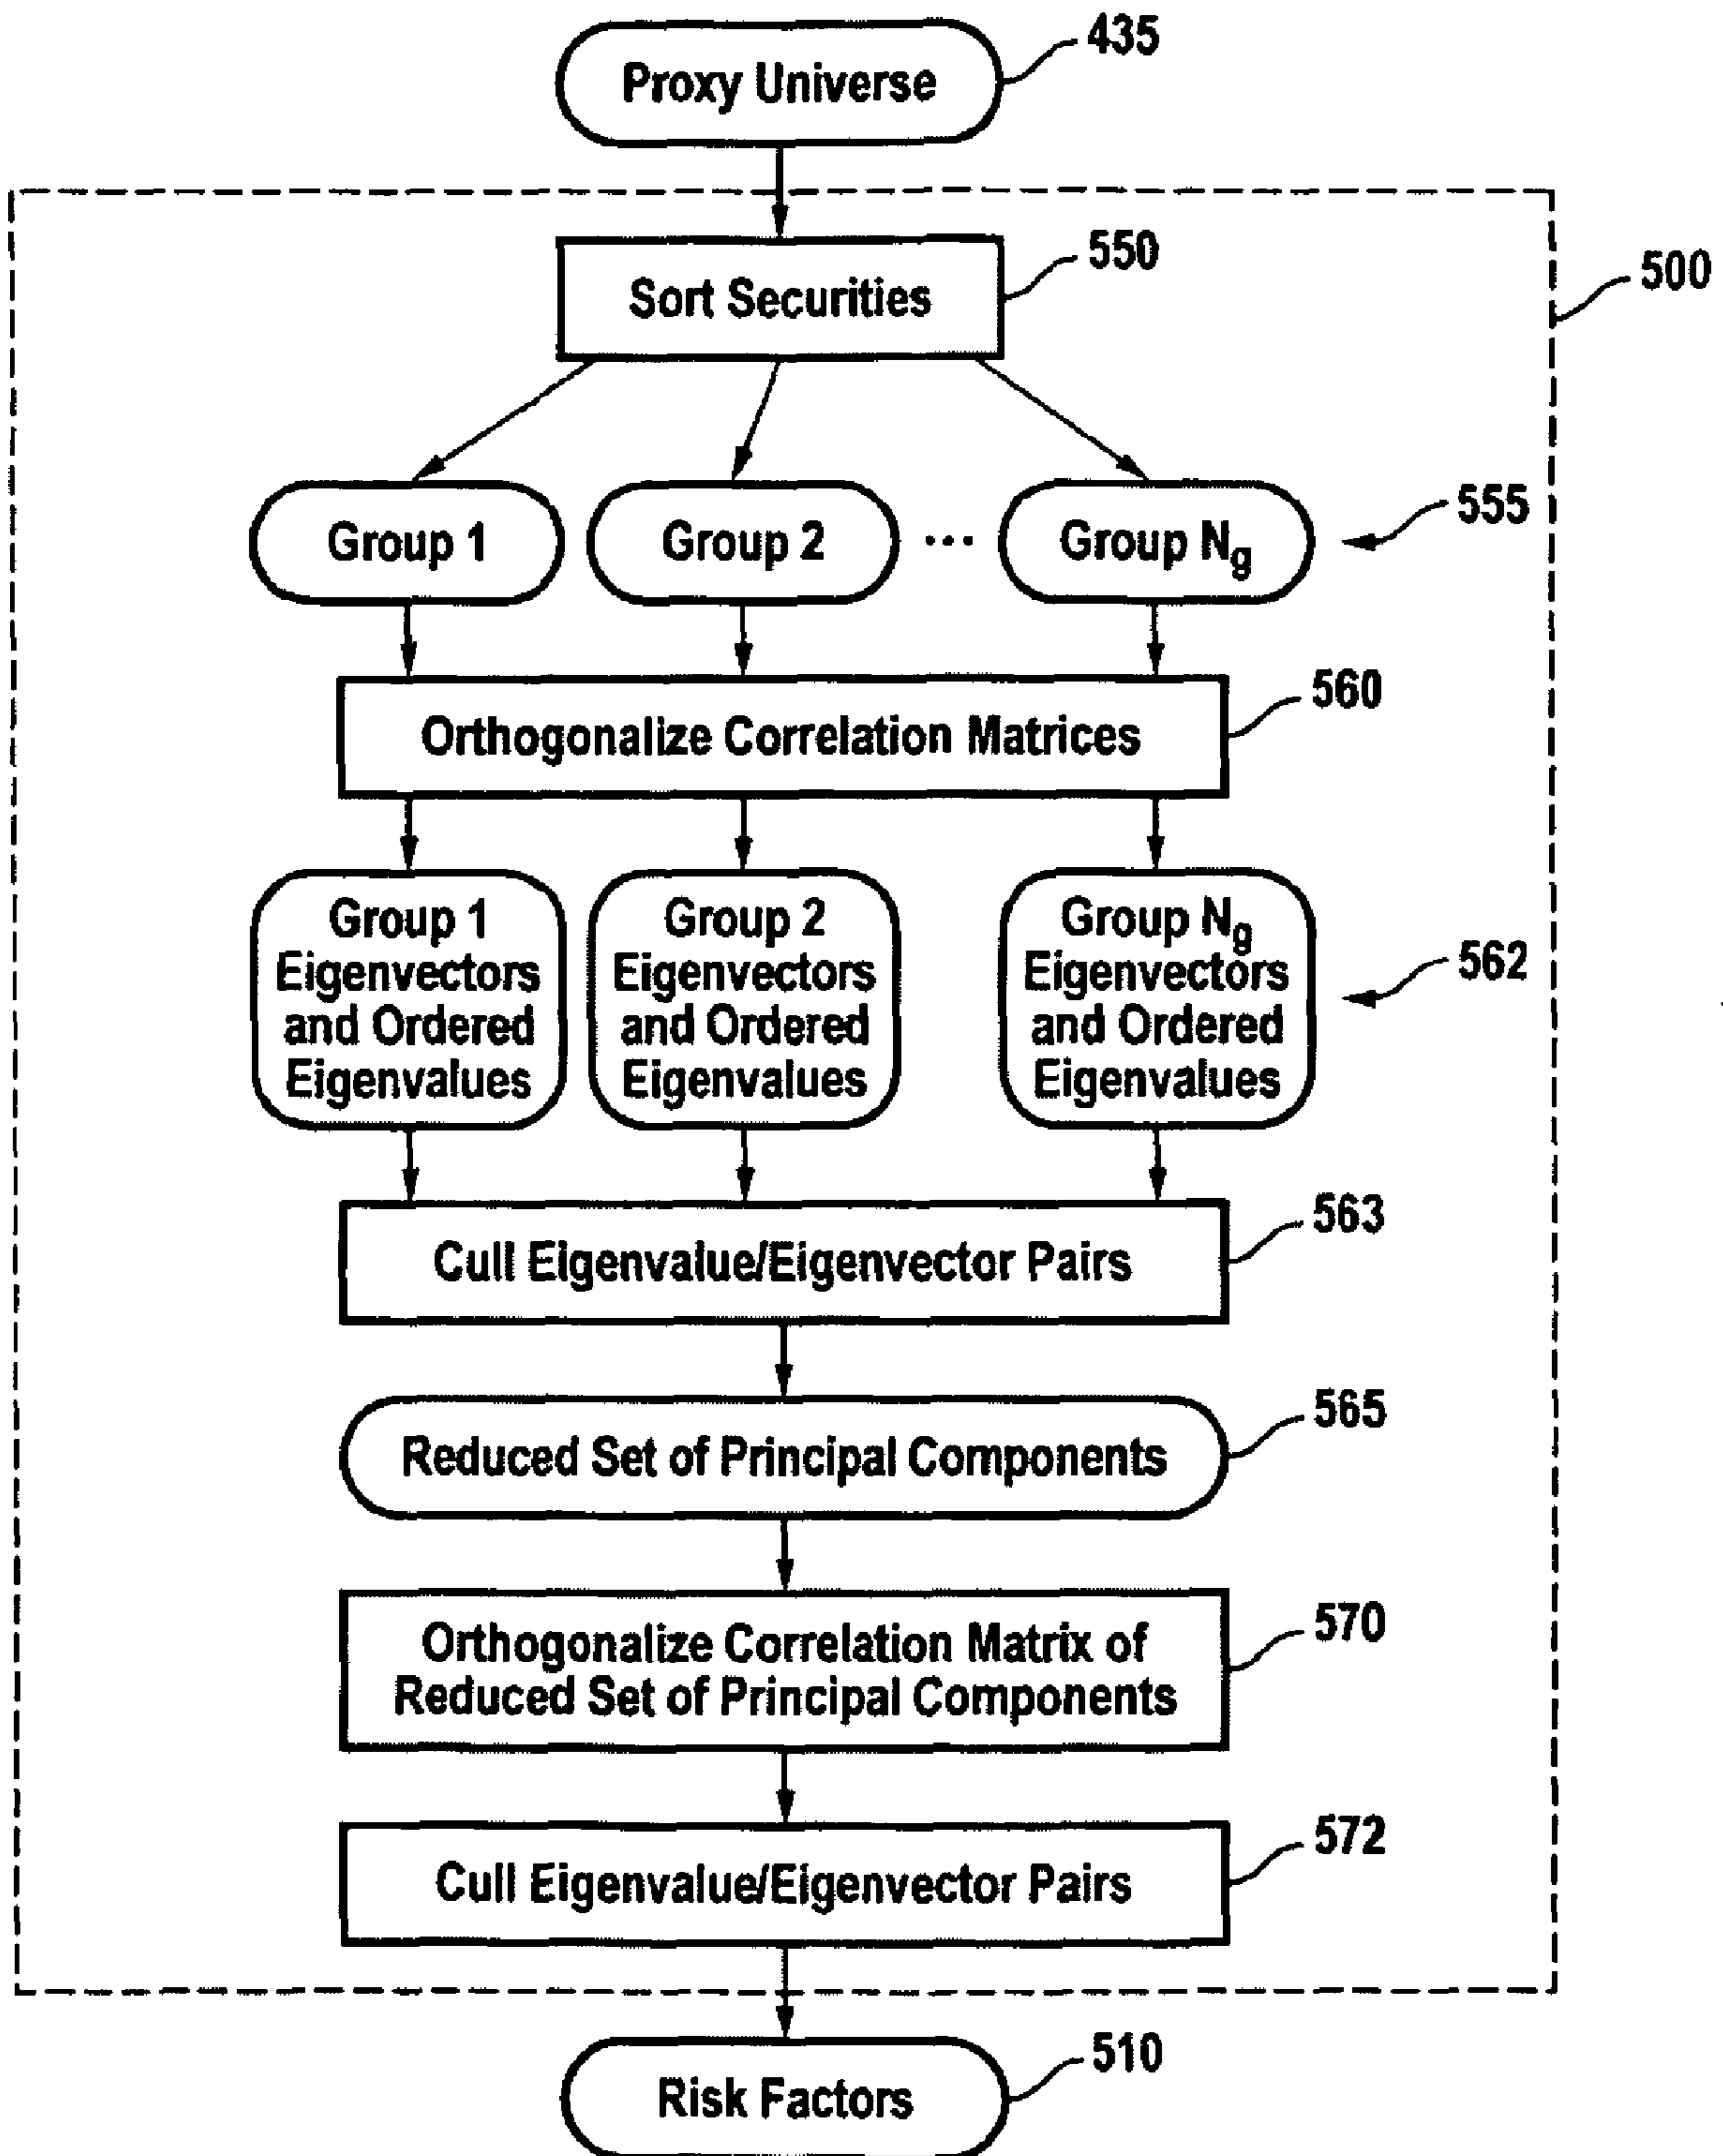 435
Proxy Universe
550
500
Sort Securities
555
Group 1
Group 2
...
Group Ng
560
Orthogonalize Correlation Matrices
Group 1
Eigenvectors
and Ordered
Eigenvalues
Group 2
Eigenvectors
and Ordered
Eigenvalues
Group Ng
Eigenvectors
and Ordered
Eigenvalues
562
563
Cull Eigenvalue/Eigenvector Pairs
565
Reduced Set of Principal Components
570
Orthogonalize Correlation Matrix of
Reduced Set of Principal Components
572
Cull Eigenvalue/Eigenvector Pairs
510
Risk Factors